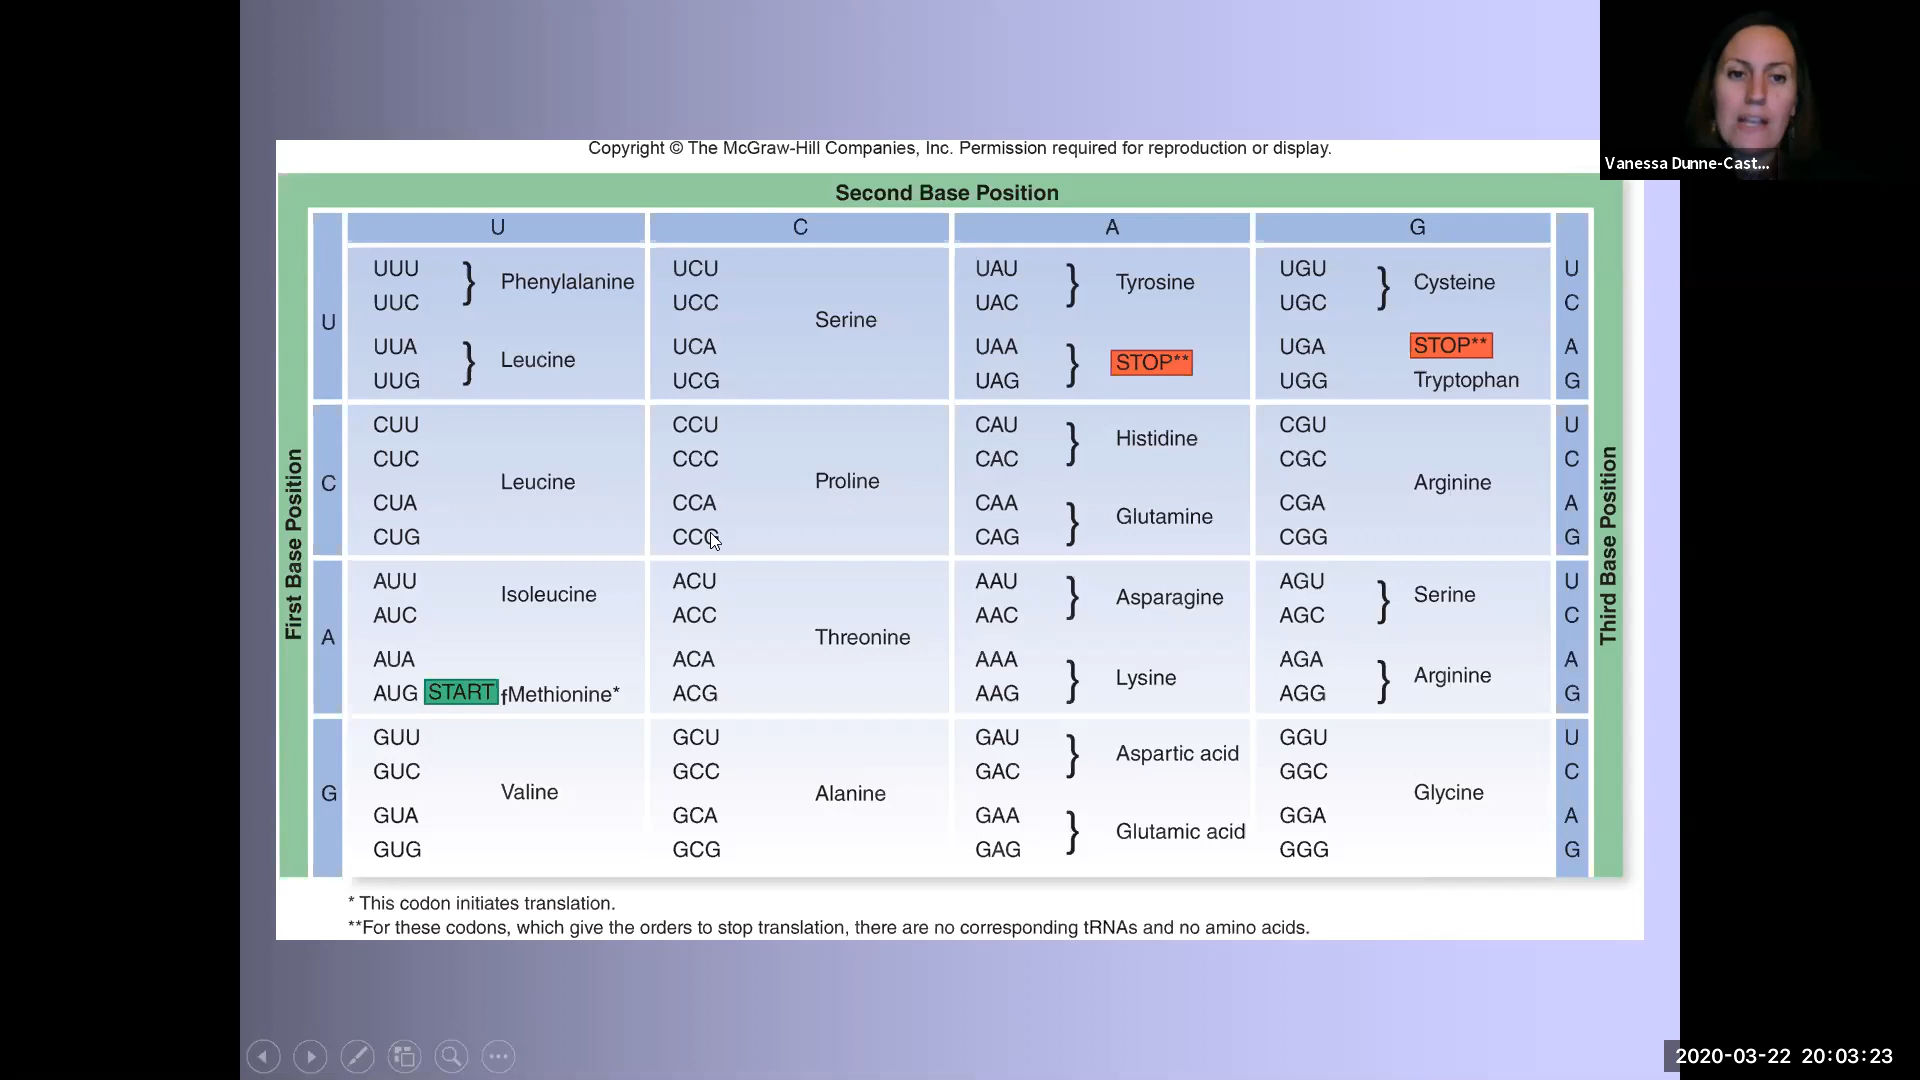 Copyright © The McGraw-Hill Companies, Inc. Permission required for reproduction or display.
Vanessa Dunne-Cast...
Second Base Position
U C A G
First Base Position
Third Base Position
U
UUU
UUC
} Phenylalanine
UUA
UUG
} Leucine
UCU
UCC
UCA
UCG
Serine
UAU
UAC
} Tyrosine
UAA
UAG
} STOP**
UGU
UGC
} Cysteine
UGA STOP**
UGG Tryptophan
U
C
A
G
C
CUU
CUC
CUA
CUG
Leucine
CCU
CCC
CCA
CCG
Proline
CAU
CAC
} Histidine
CAA
CAG
} Glutamine
CGU
CGC
CGA
CGG
Arginine
U
C
A
G
A
AUU
AUC
AUA
Isoleucine
AUG START fMethionine*
ACU
ACC
ACA
ACG
Threonine
AAU
AAC
} Asparagine
AAA
AAG
} Lysine
AGU
AGC
} Serine
AGA
AGG
} Arginine
U
C
A
G
G
GUU
GUC
GUA
GUG
Valine
GCU
GCC
GCA
GCG
Alanine
GAU
GAC
} Aspartic acid
GAA
GAG
} Glutamic acid
GGU
GGC
GGA
GGG
Glycine
U
C
A
G
* This codon initiates translation.
**For these codons, which give the orders to stop translation, there are no corresponding tRNAs and no amino acids.
2020-03-22 20:03:23